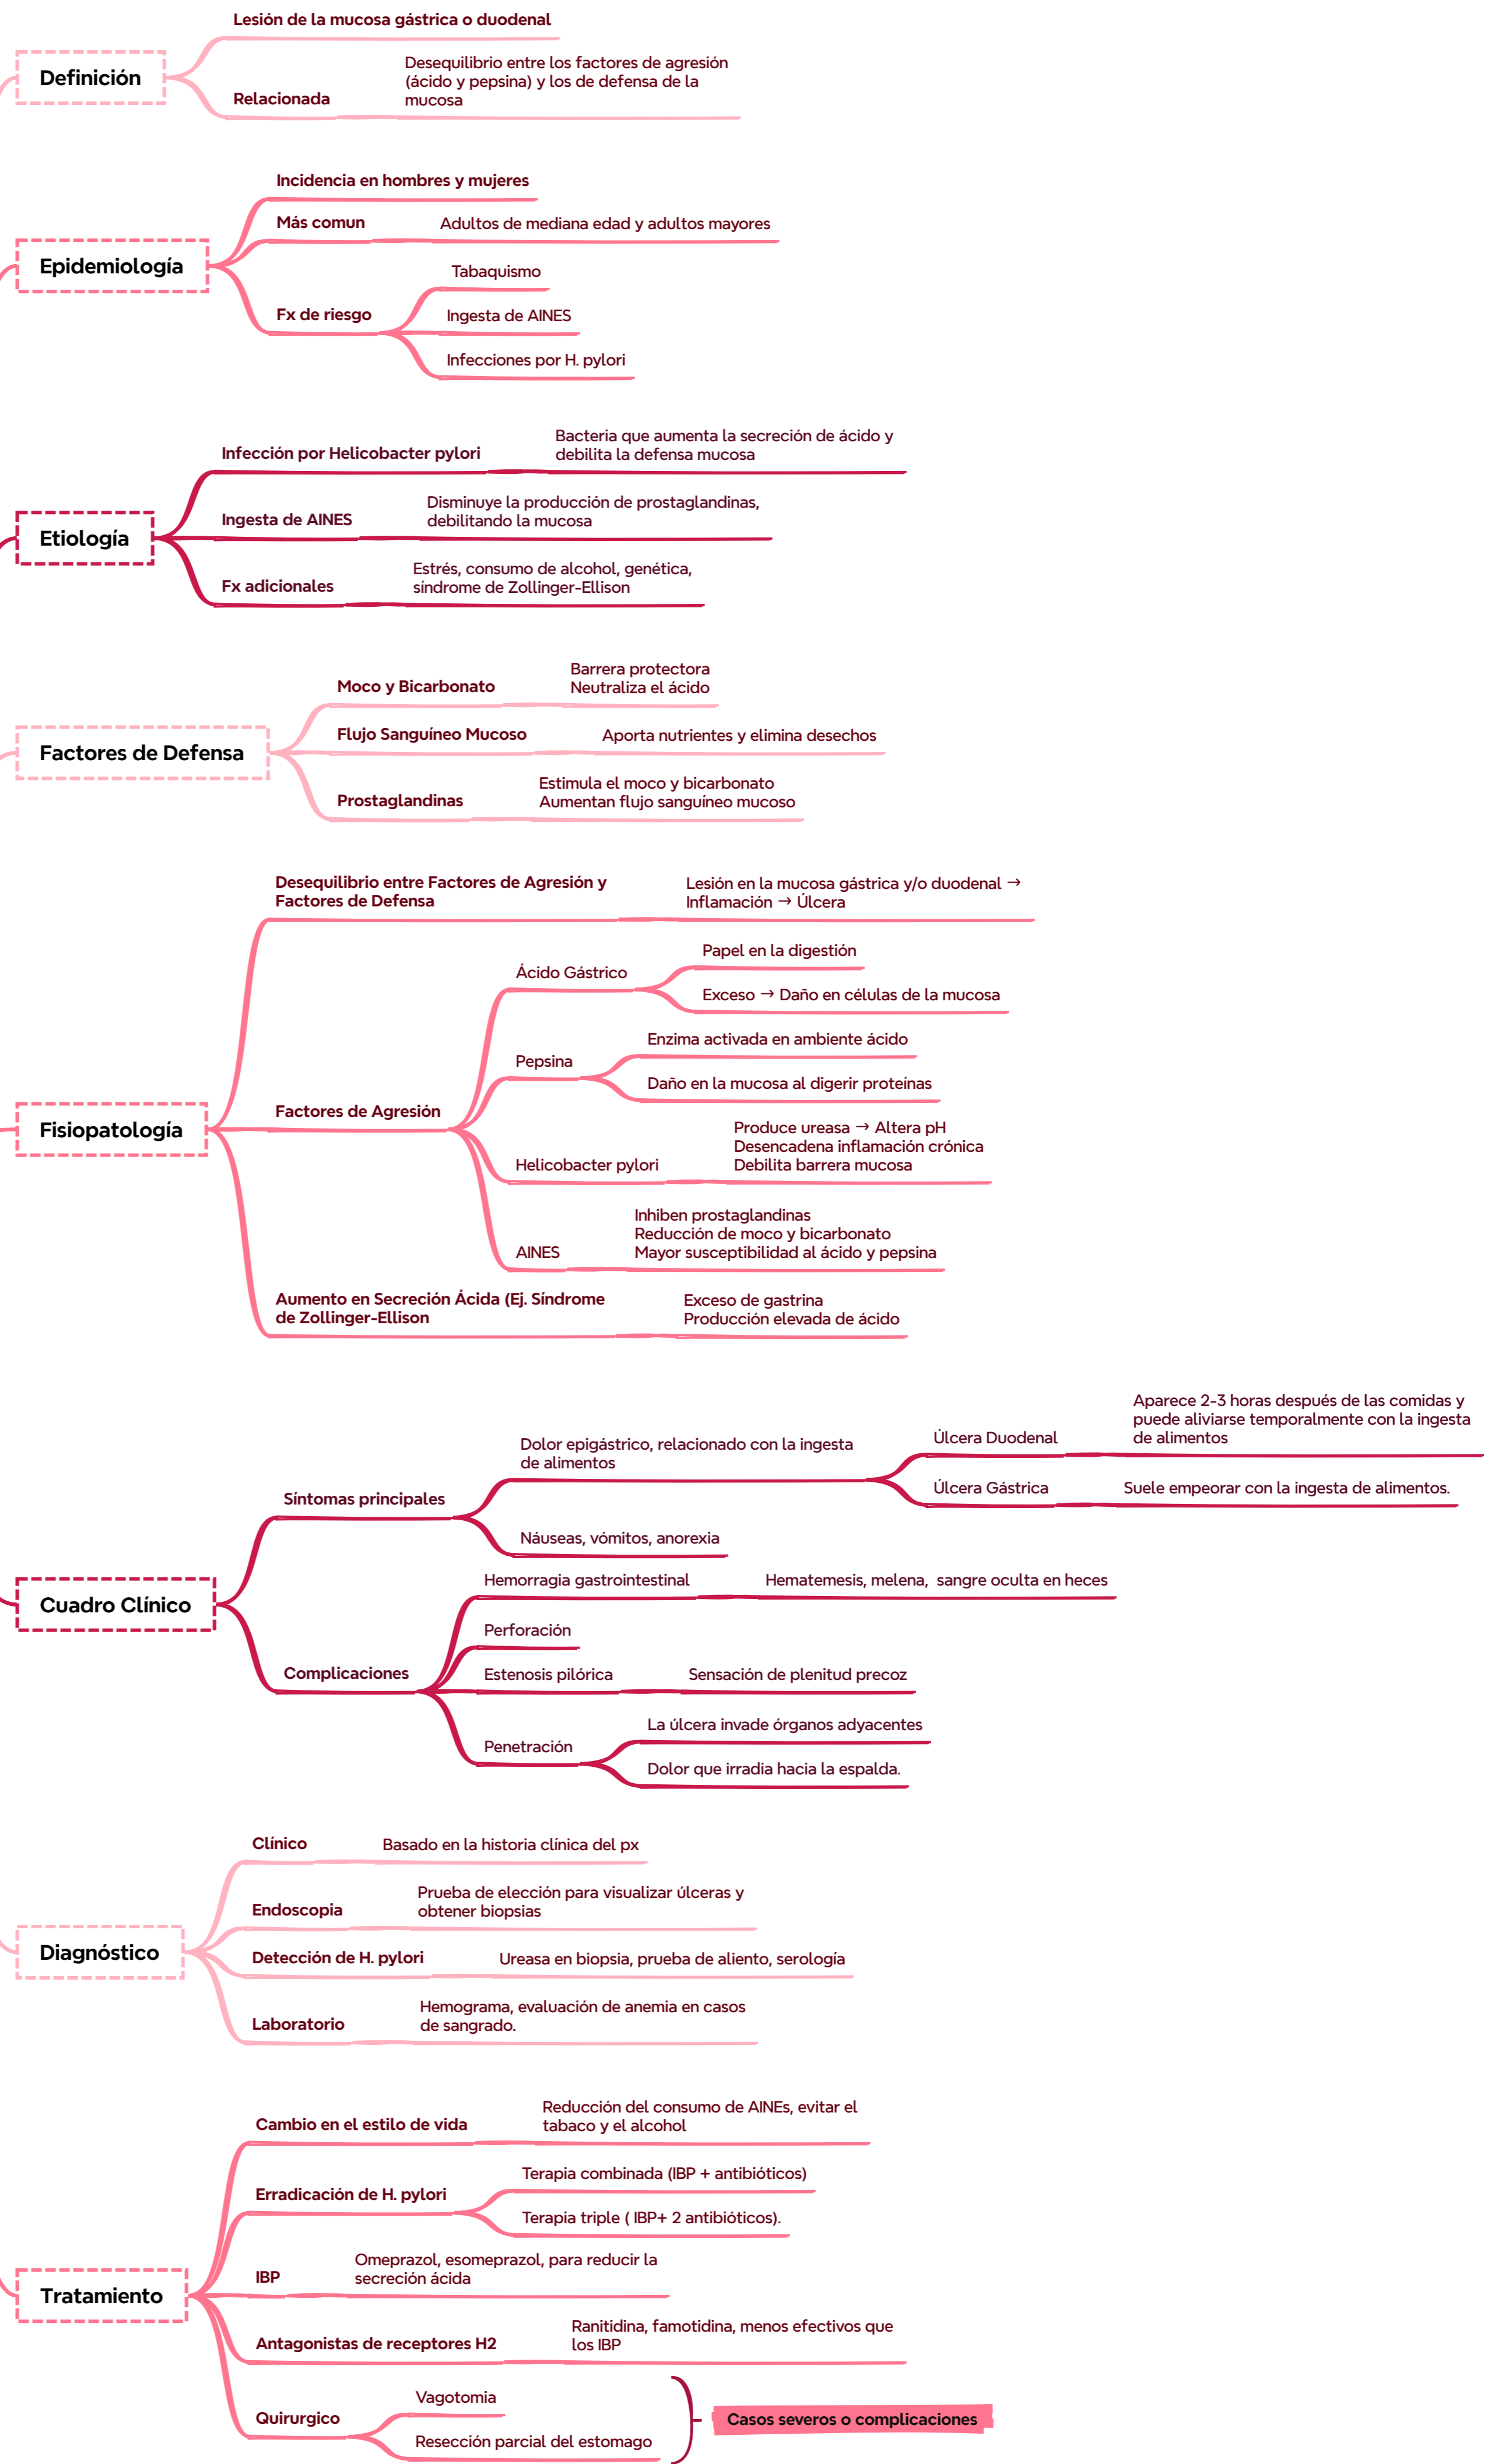 Definición
Lesión de la mucosa gástrica o duodenal
Relacionada
Desequilibrio entre los factores de agresión
(ácido y pepsina) y los de defensa de la
mucosa
Epidemiología
Incidencia en hombres y mujeres
Más comun
Adultos de mediana edad y adultos mayores
Fx de riesgo
Tabaquismo
Ingesta de AINES
Infecciones por H. pylori
Etiología
Infección por Helicobacter pylori
Bacteria que aumenta la secreción de ácido y
debilita la defensa mucosa
Ingesta de AINES
Disminuye la producción de prostaglandinas,
debilitando la mucosa
Fx adicionales
Estrés, consumo de alcohol, genética,
síndrome de Zollinger-Ellison
Factores de Defensa
Moco y Bicarbonato
Barrera protectora
Neutraliza el ácido
Flujo Sanguíneo Mucoso
Aporta nutrientes y elimina desechos
Prostaglandinas
Estimula el moco y bicarbonato
Aumentan flujo sanguíneo mucoso
Fisiopatología
Desequilibrio entre Factores de Agresión y
Factores de Defensa
Lesión en la mucosa gástrica y/o duodenal →
Inflamación → Úlcera
Factores de Agresión
Ácido Gástrico
Papel en la digestión
Exceso → Daño en células de la mucosa
Pepsina
Enzima activada en ambiente ácido
Daño en la mucosa al digerir proteínas
Helicobacter pylori
Produce ureasa → Altera pH
Desencadena inflamación crónica
Debilita barrera mucosa
AINES
Inhiben prostaglandinas
Reducción de moco y bicarbonato
Mayor susceptibilidad al ácido y pepsina
Aumento en Secreción Ácida (Ej. Síndrome
de Zollinger-Ellison
Exceso de gastrina
Producción elevada de ácido
Cuadro Clínico
Síntomas principales
Dolor epigástrico, relacionado con la ingesta
de alimentos
Úlcera Duodenal
Aparece 2-3 horas después de las comidas y
puede aliviarse temporalmente con la ingesta
de alimentos
Úlcera Gástrica
Suele empeorar con la ingesta de alimentos.
Náuseas, vómitos, anorexia
Complicaciones
Hemorragia gastrointestinal
Hematemesis, melena, sangre oculta en heces
Perforación
Estenosis pilórica
Sensación de plenitud precoz
Penetración
La úlcera invade órganos adyacentes
Dolor que irradia hacia la espalda.
Diagnóstico
Clínico
Basado en la historia clínica del px
Endoscopia
Prueba de elección para visualizar úlceras y
obtener biopsias
Detección de H. pylori
Ureasa en biopsia, prueba de aliento, serología
Laboratorio
Hemograma, evaluación de anemia en casos
de sangrado.
Tratamiento
Cambio en el estilo de vida
Reducción del consumo de AINEs, evitar el
tabaco y el alcohol
Erradicación de H. pylori
Terapia combinada (IBP + antibióticos)
Terapia triple ( IBP+ 2 antibióticos).
IBP
Omeprazol, esomeprazol, para reducir la
secreción ácida
Antagonistas de receptores H2
Ranitidina, famotidina, menos efectivos que
los IBP
Quirurgico
Vagotomia
Resección parcial del estomago
Casos severos o complicaciones